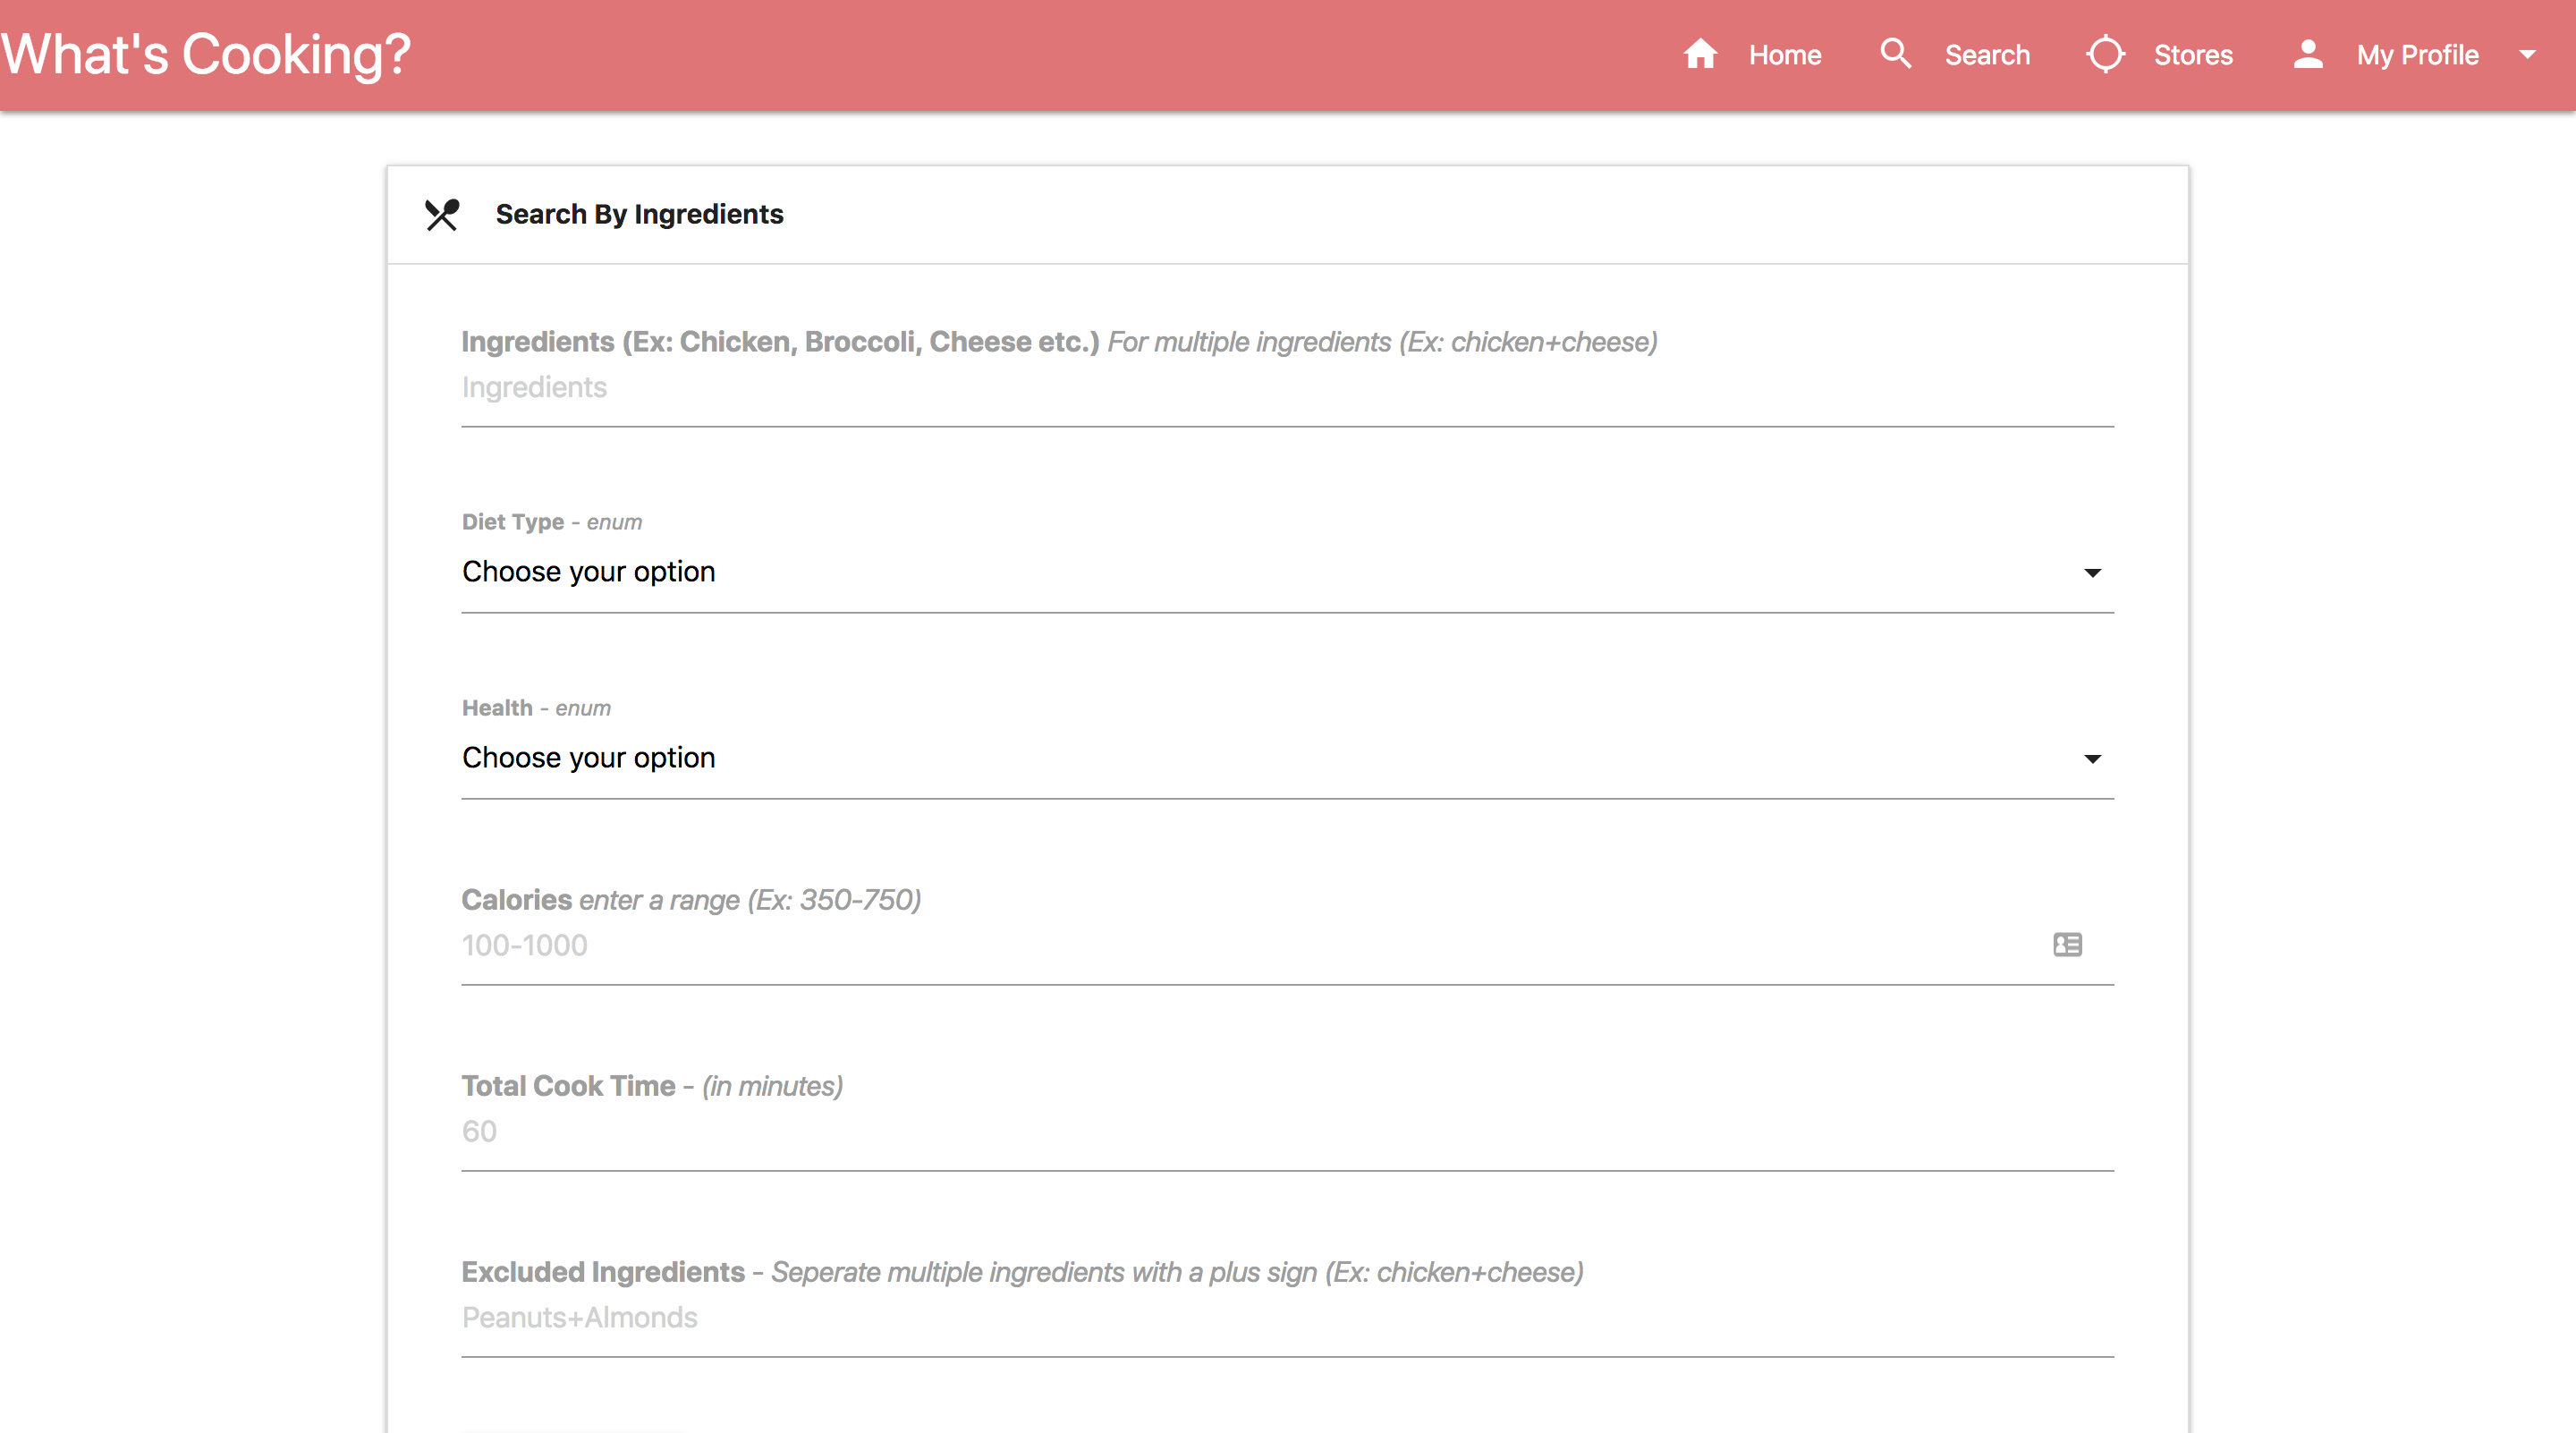 What's Cooking?
Home
Search
Stores
My Profile
Search By Ingredients
Ingredients (Ex: Chicken, Broccoli, Cheese etc.) For multiple ingredients (Ex: chicken+cheese)
Ingredients
Diet Type - enum
Choose your option
Health - enum
Choose your option
Calories enter a range (Ex: 350-750)
100-1000
Total Cook Time - (in minutes)
60
Excluded Ingredients - Seperate multiple ingredients with a plus sign (Ex: chicken+cheese)
Peanuts+Almonds